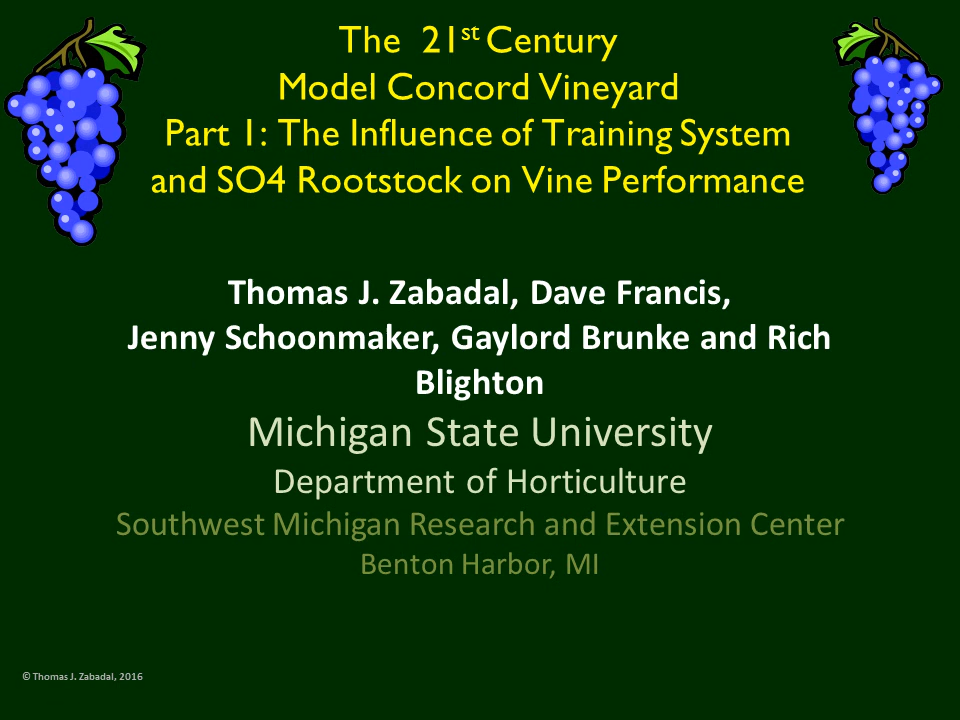 The 21st Century
Model Concord Vineyard
Part 1: The Influence of Training System
and SO4 Rootstock on Vine Performance
Thomas J. Zabadal, Dave Francis,
Jenny Schoonmaker, Gaylord Brunke and Rich
Blighton
Michigan State University
Department of Horticulture
Southwest Michigan Research and Extension Center
Benton Harbor, MI
© Thomas J. Zabadal, 2016